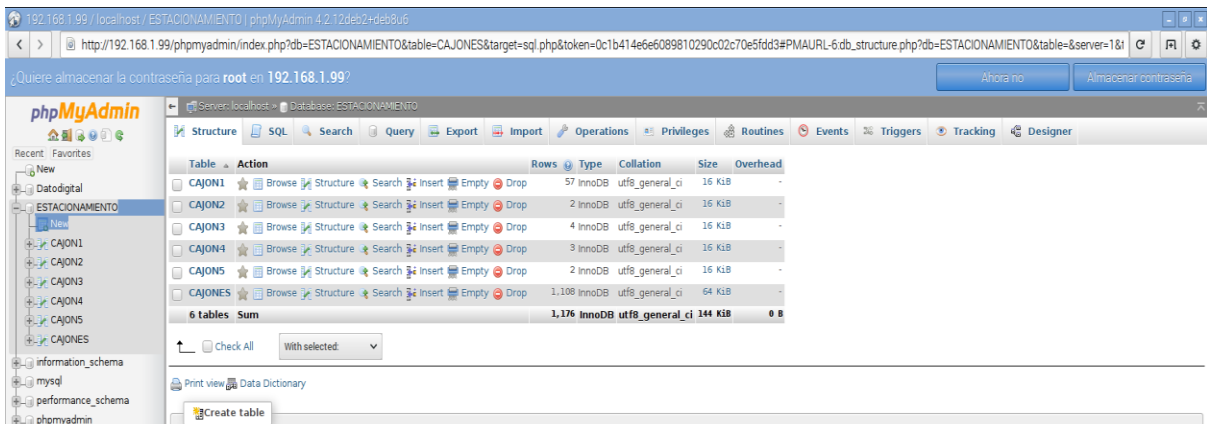 192.168.1.99 / localhost / ESTACIONAMIENTO | phpMyAdmin 4.2.12deb2+deb8u6
http://192.168.1.99/phpmyadmin/index.php?db=ESTACIONAMIENTO&table=CAJONES&target=sql.php&token=0c1b414e6e6089810290c02c70e5fdd3#PMAURL-6:db_structure.php?db=ESTACIONAMIENTO&table=&server=1&t
¿Quiere almacenar la contraseña para root en 192.168.1.99?
Ahora no
Almacenar contraseña
phpMyAdmin
Recent Favorites
New
Datodigital
ESTACIONAMIENTO
New
CAJON1
CAJON2
CAJON3
CAJON4
CAJON5
CAJONES
information_schema
mysql
performance_schema
phpmyadmin
Server: localhost » Database: ESTACIONAMIENTO
Structure SQL Search Query Export Import Operations Privileges Routines Events Triggers Tracking Designer
Table Action Rows Type Collation Size Overhead
CAJON1 Browse Structure Search Insert Empty Drop 57 InnoDB utf8_general_ci 16 KiB -
CAJON2 Browse Structure Search Insert Empty Drop 2 InnoDB utf8_general_ci 16 KiB -
CAJON3 Browse Structure Search Insert Empty Drop 4 InnoDB utf8_general_ci 16 KiB -
CAJON4 Browse Structure Search Insert Empty Drop 3 InnoDB utf8_general_ci 16 KiB -
CAJON5 Browse Structure Search Insert Empty Drop 2 InnoDB utf8_general_ci 16 KiB -
CAJONES Browse Structure Search Insert Empty Drop 1,108 InnoDB utf8_general_ci 64 KiB -
6 tables Sum 1,176 InnoDB utf8_general_ci 144 KiB 0 B
Check All With selected:
Print view Data Dictionary
Create table